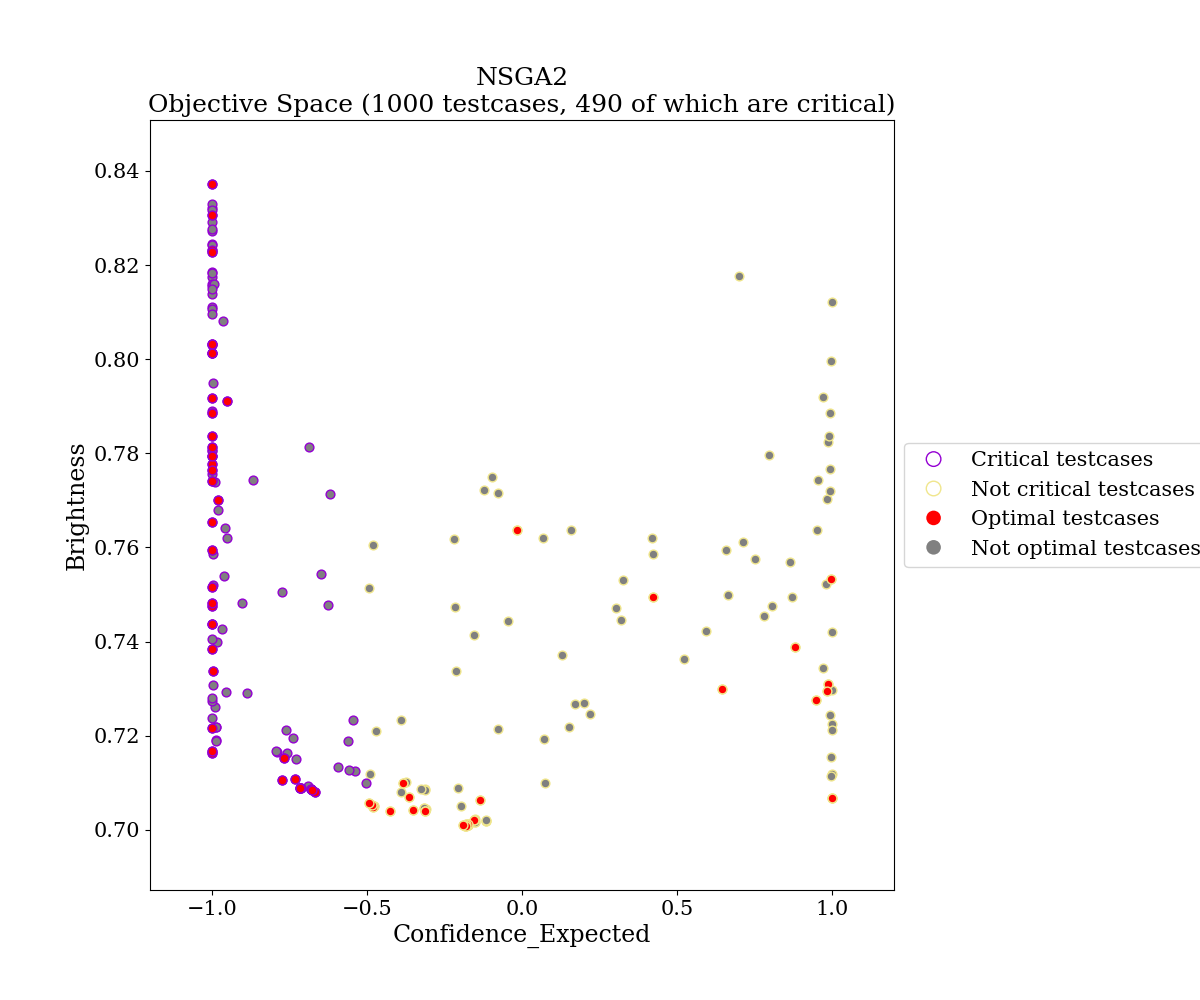 NSGA2
Objective Space (1000 testcases, 490 of which are critical)
0.84
0.82
0.80
0.78
0.76
0.74
0.72
0.70
Brightness
−1.0
−0.5
0.0
0.5
1.0
Confidence_Expected
Critical testcases
Not critical testcases
Optimal testcases
Not optimal testcases